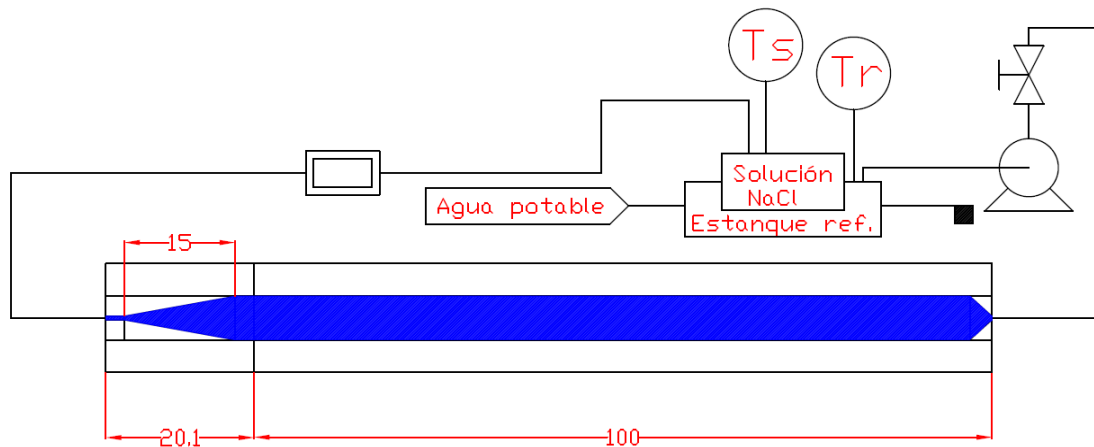 Ts
Tr
Solución
NaCl
Agua potable
Estanque ref.
15
20.1
100